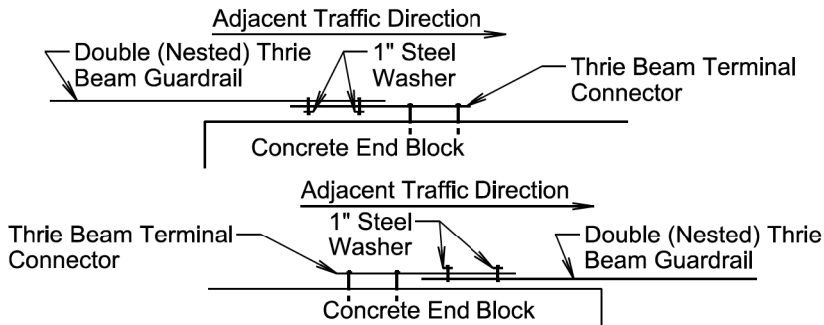 Adjacent Traffic Direction
Double (Nested) Thrie
Beam Guardrail
1" Steel
Washer
Thrie Beam Terminal
Connector
Concrete End Block
Adjacent Traffic Direction
Thrie Beam Terminal
Connector
1" Steel
Washer
Double (Nested) Thrie
Beam Guardrail
Concrete End Block